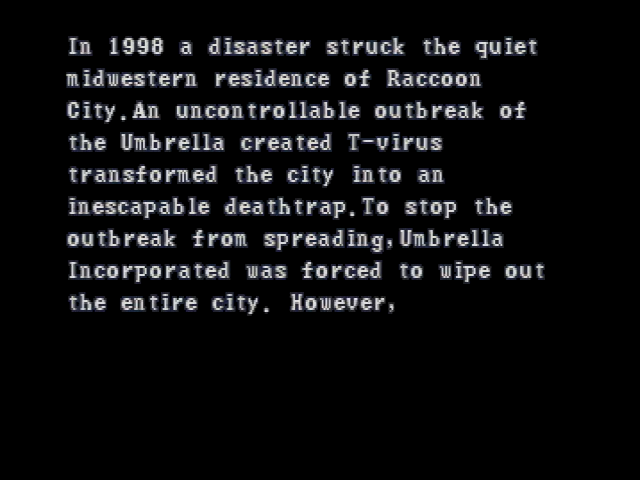 In 1998 a disaster struck the quiet
midwestern residence of Raccoon
City.An uncontrollable outbreak of
the Umbrella created T-virus
transformed the city into an
inescapable deathtrap.To stop the
outbreak from spreading,Umbrella
Incorporated was forced to wipe out
the entire city. However,